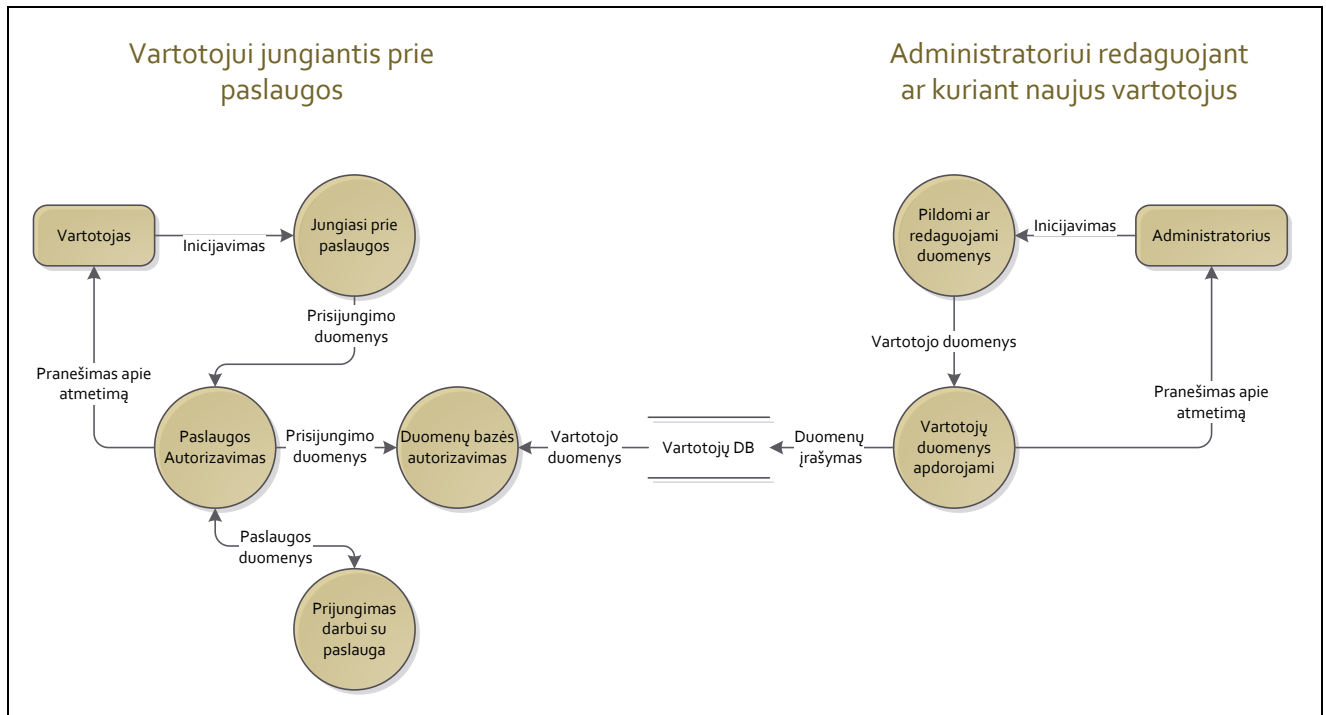 Vartotojui jungiantis prie
paslaugos
Administratoriui redaguojant
ar kuriant naujus vartotojus
Vartotojas
Inicijavimas
Jungiasi prie
paslaugos
Pildomi ar
redaguojami
duomenys
Inicijavimas
Administratorius
Prisijungimo
duomenys
Vartotojo duomenys
Pranešimas apie
atmetimą
Pranešimas apie
atmetimą
Paslaugos
Autorizavimas
Prisijungimo
duomenys
Duomenų bazės
autorizavimas
Vartotojo
duomenys
Vartotojų DB
Duomenų
įrašymas
Vartotojų
duomenys
apdorojami
Paslaugos
duomenys
Prijungimas
darbui su
paslauga